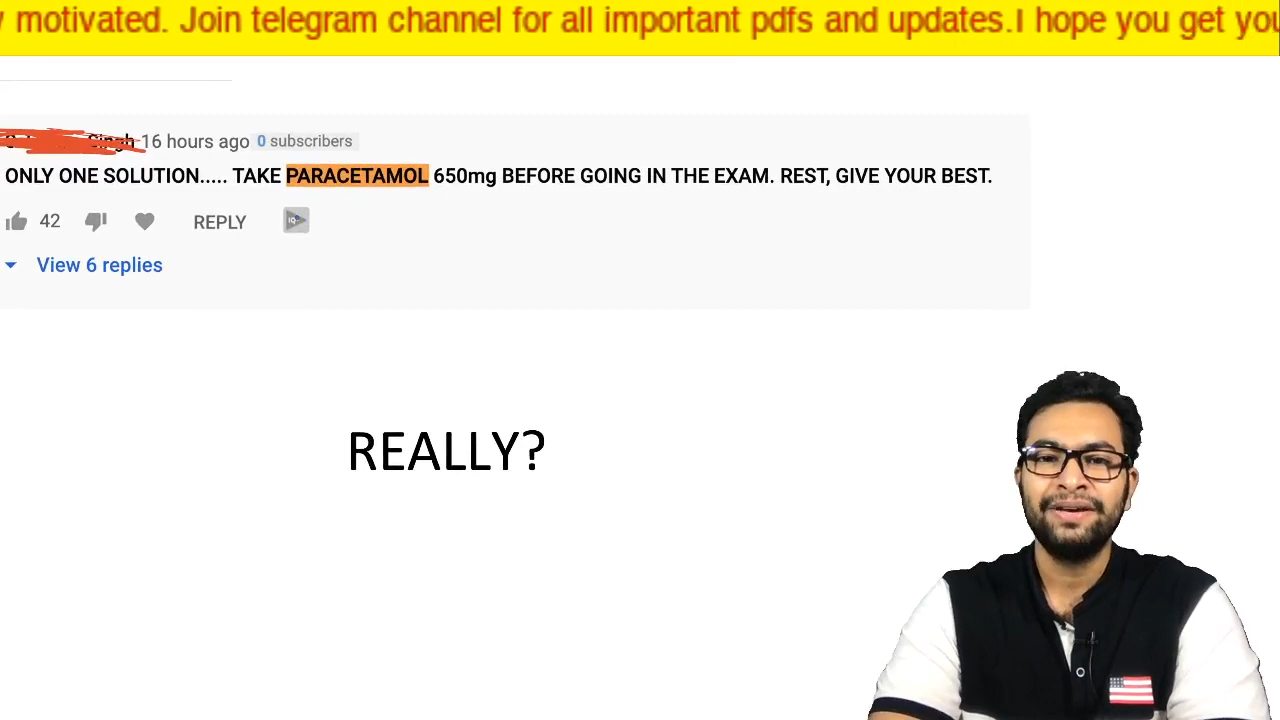 motivated. Join telegram channel for all important pdfs and updates.I hope you get
Singh 16 hours ago 0 subscribers
ONLY ONE SOLUTION..... TAKE PARACETAMOL 650mg BEFORE GOING IN THE EXAM. REST, GIVE YOUR BEST.
42 REPLY
View 6 replies
REALLY?